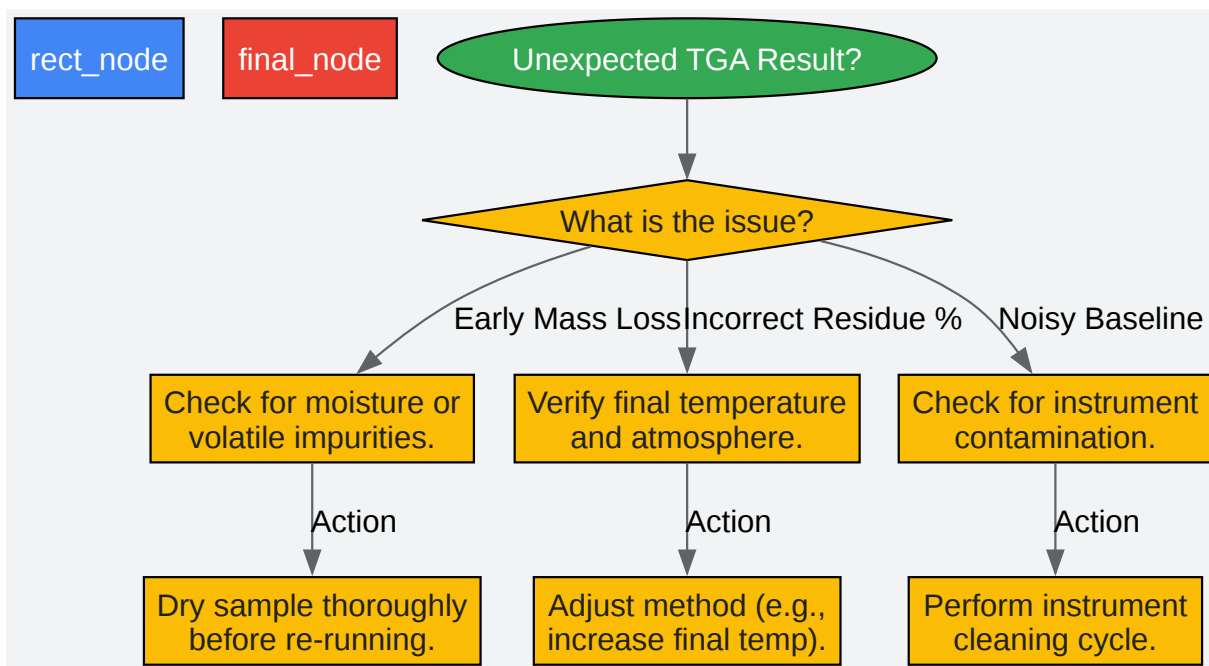 rect_node
final_node
Unexpected TGA Result?
What is the issue?
Early Mass Loss
Incorrect Residue %
Noisy Baseline
Check for moisture or
volatile impurities.
Verify final temperature
and atmosphere.
Check for instrument
contamination.
Action
Action
Action
Dry sample thoroughly
before re-running.
Adjust method (e.g.,
increase final temp).
Perform instrument
cleaning cycle.